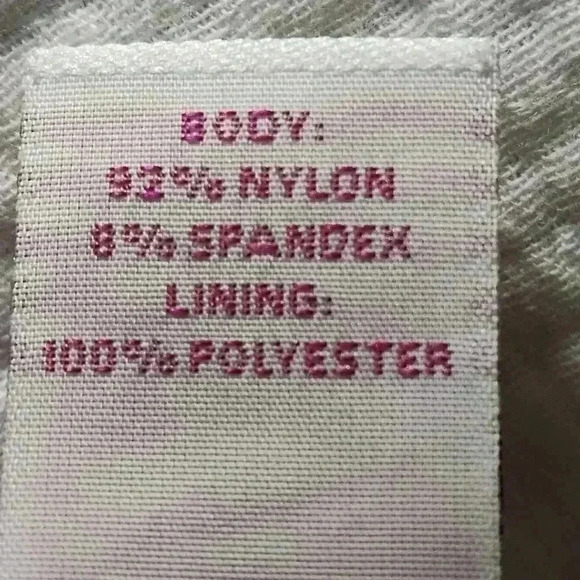 BODY:
92% NYLON
8% SPANDEX
LINING:
100% POLYESTER